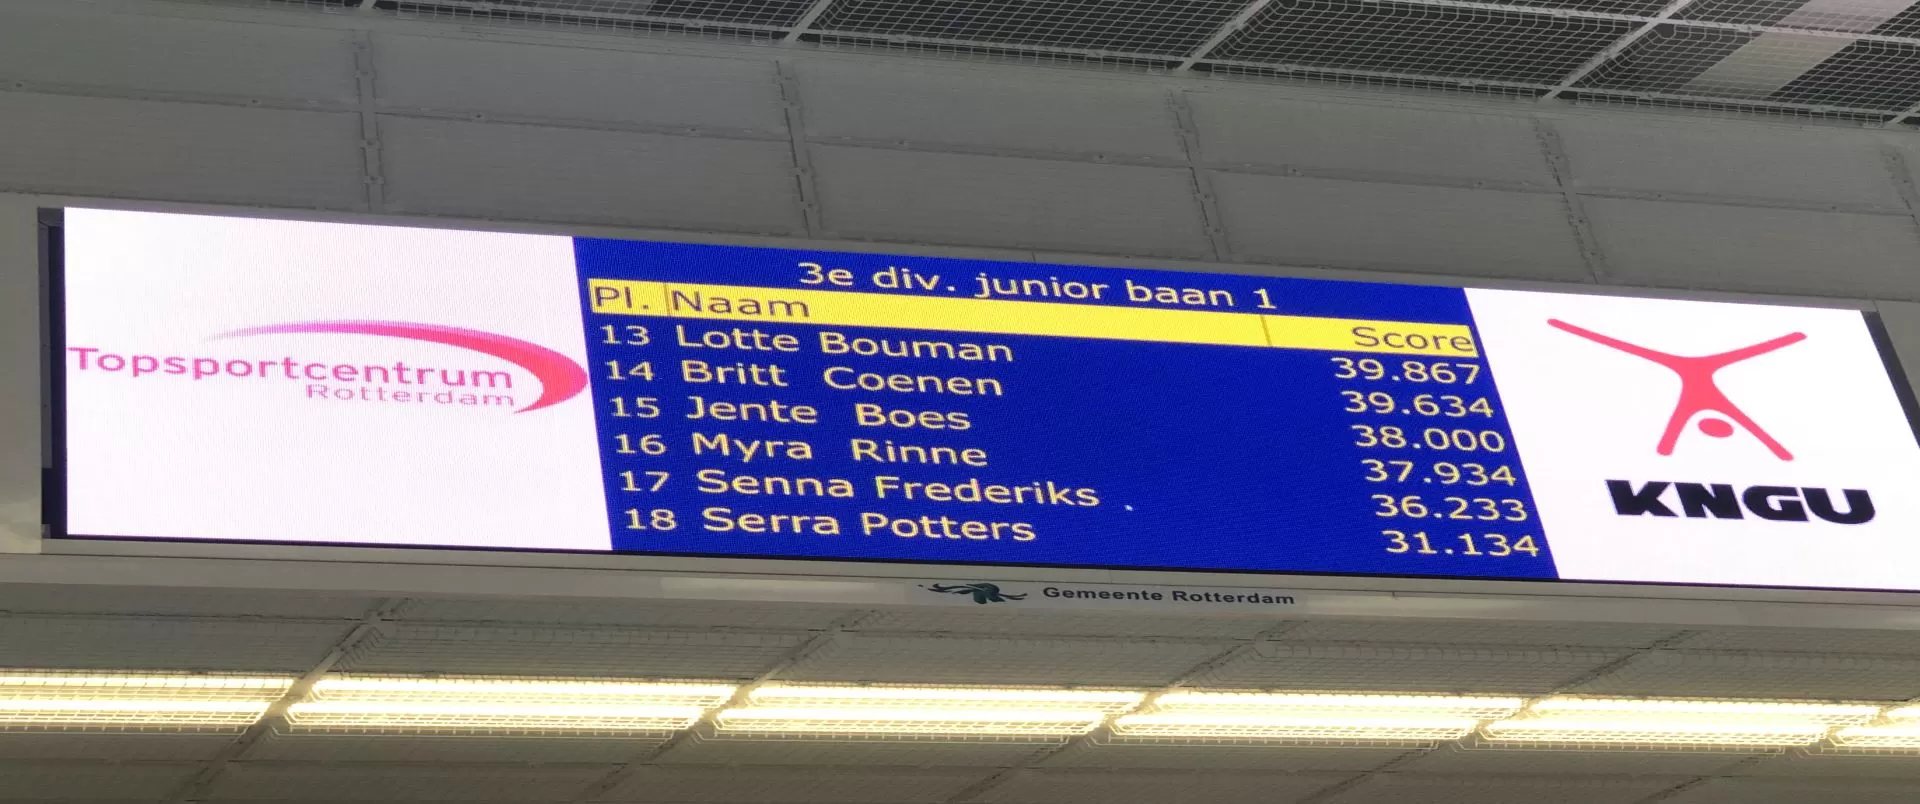 Topsportcentrum
Rotterdam
3e div. junior baan 1
Pl. Naam Score
13 Lotte Bouman 39.867
14 Britt Coenen 39.634
15 Jente Boes 38.000
16 Myra Rinne 37.934
17 Senna Frederiks 36.233
18 Serra Potters 31.134
KNGU
Gemeente Rotterdam